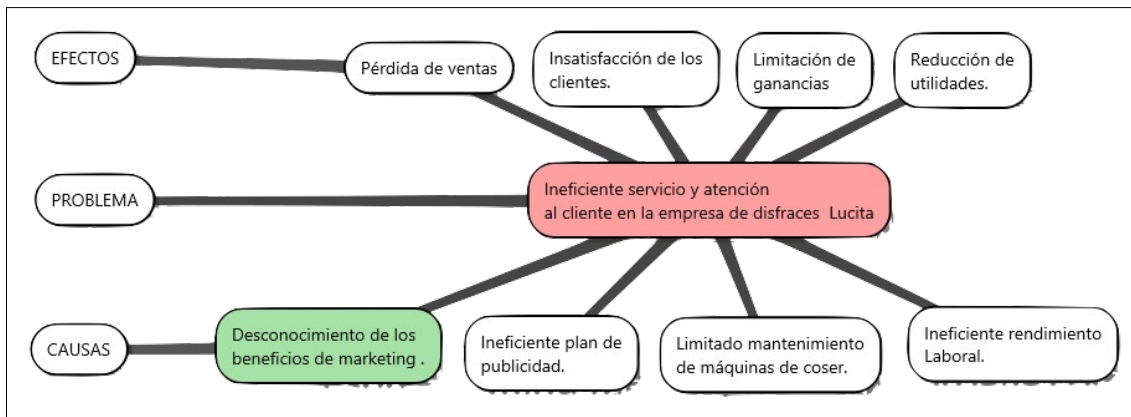 EFECTOS
Pérdida de ventas
Insatisfacción de los
clientes.
Limitación de
ganancias
Reducción de
utilidades.
PROBLEMA
Ineficiente servicio y atención
al cliente en la empresa de disfraces Lucita
CAUSAS
Desconocimiento de los
beneficios de marketing .
Ineficiente plan de
publicidad.
Limitado mantenimiento
de máquinas de coser.
Ineficiente rendimiento
Laboral.